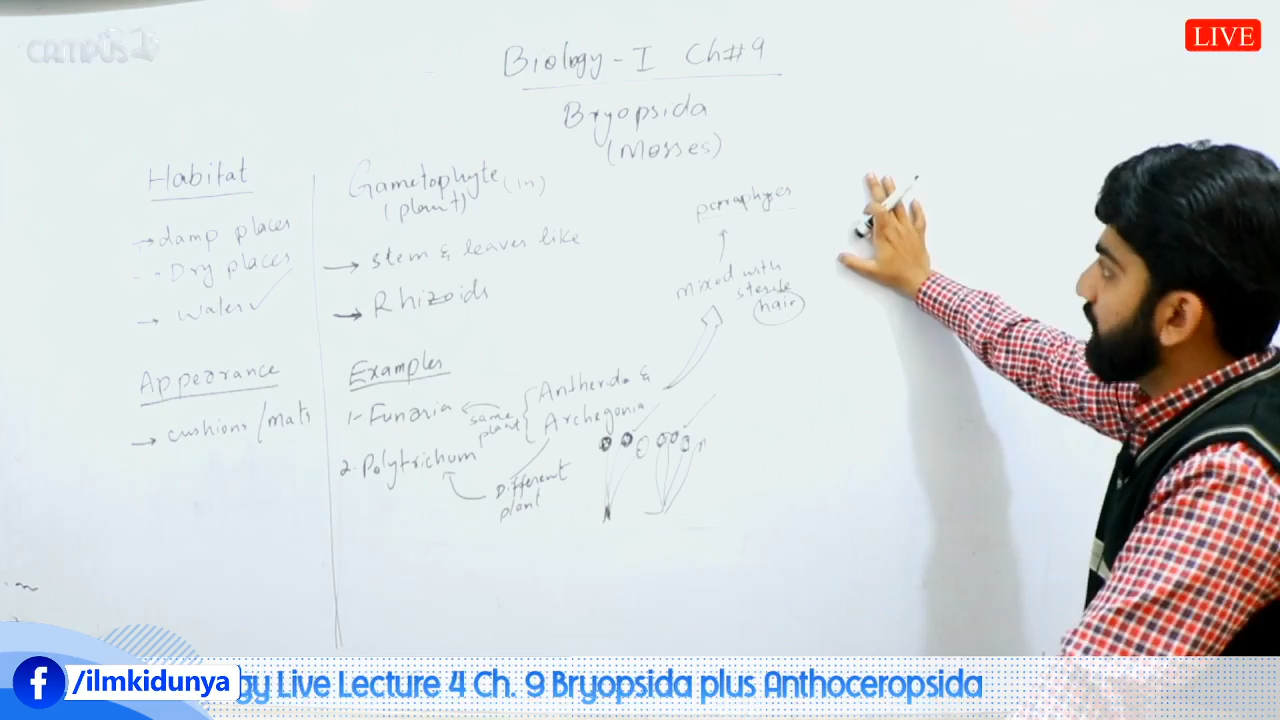 CAMPUS
LIVE
Biology - I Ch#9
Bryopsida
(Mosses)
Habitat
→ damp places
Dry places
→ water ✓
Appearance
→ cushions / mats
Gametophyte (1n)
(plant)
→ stem & leaves like
→ Rhizoids
Examples
1- Funaria
2. Polytrichum
same plant
Antherida &
Archegonia
Different
plant
mixed with
sterile
hair
paraphyses
/ilmkidunya
gy Live Lecture 4 Ch. 9 Bryopsida plus Anthoceropsida